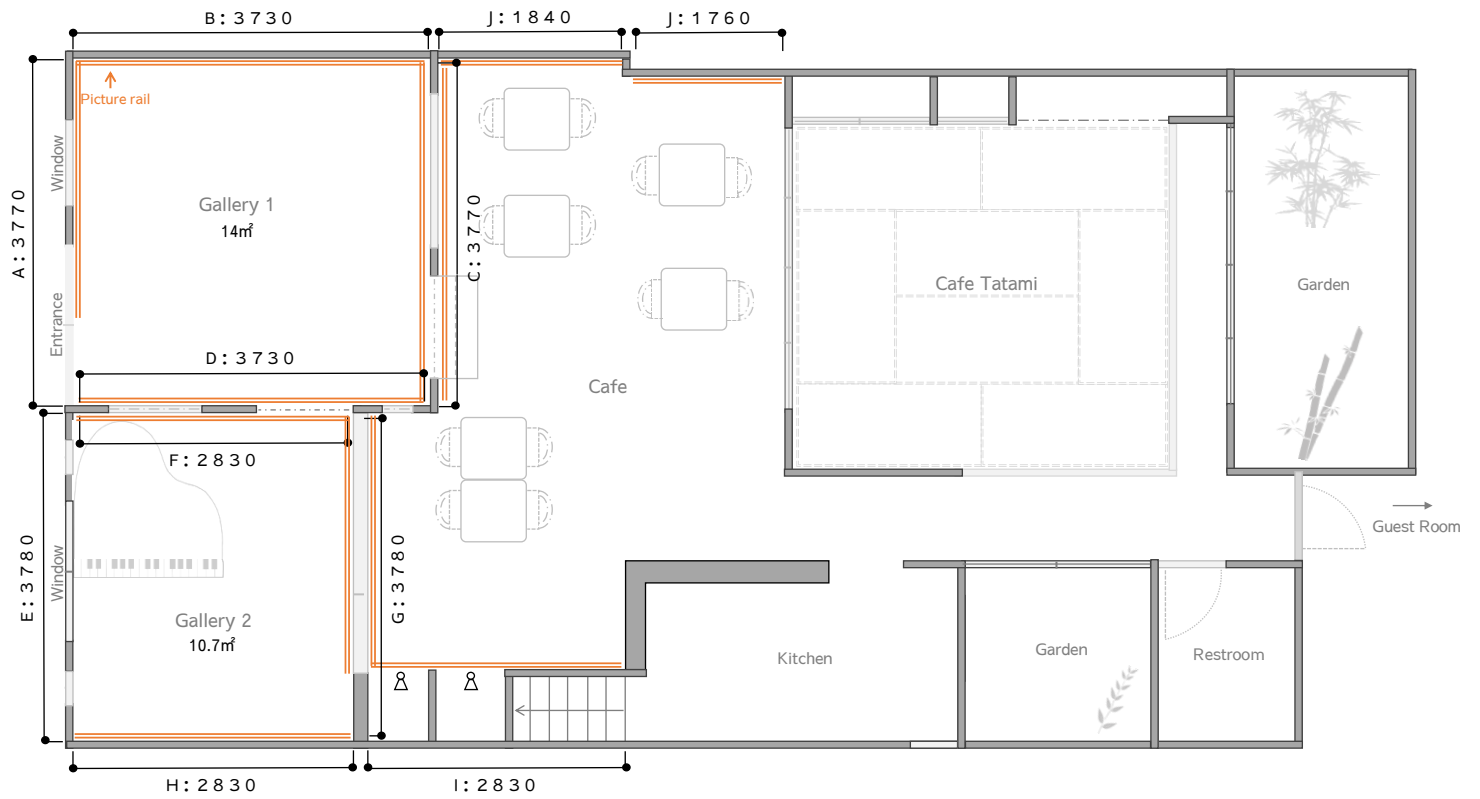 B:3730
J:1840
J:1760
Picture rail
Window
A:3770
Gallery 1
14㎡
C:3770
Entrance
D:3730
Cafe
Cafe Tatami
Garden
F:2830
Guest Room
E:3780
Window
G:3780
Gallery 2
10.7㎡
Kitchen
Garden
Restroom
H:2830
I:2830